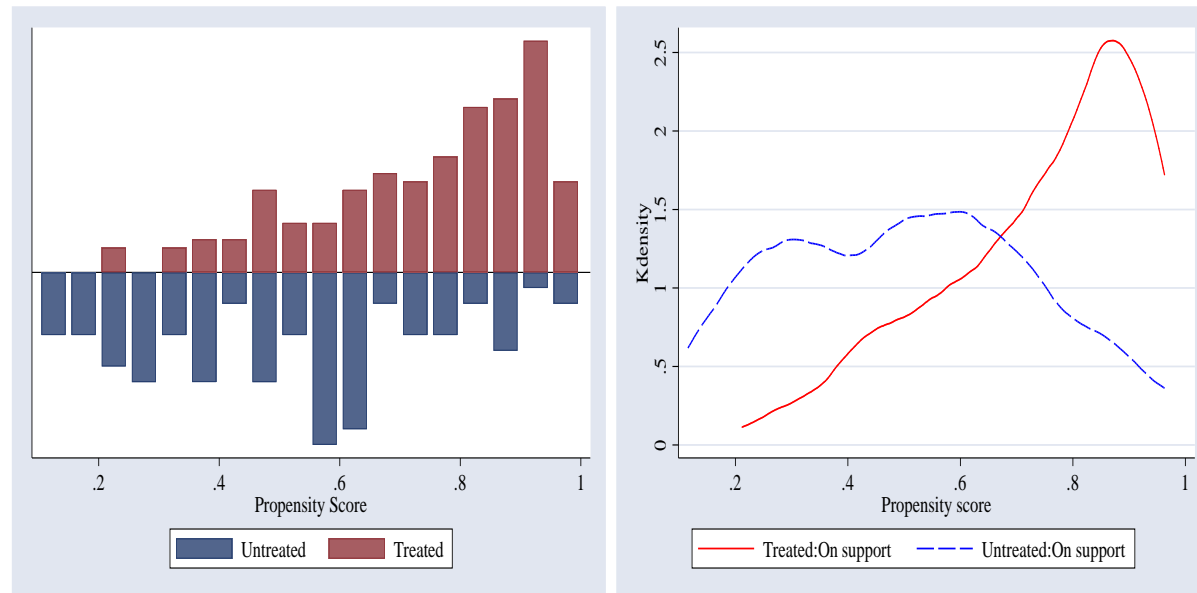 .2 .4 .6 .8 1
Propensity Score
Untreated Treated
Kdensity
0 .5 1 1.5 2 2.5
.2 .4 .6 .8 1
Propensity score
Treated:On support Untreated:On support